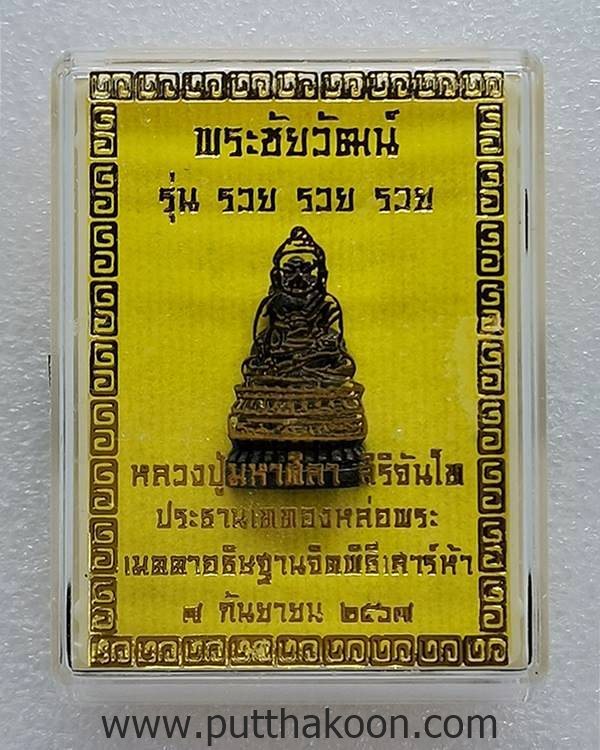 พระชัยวัฒน์
รุ่น รวย รวย รวย
หลวงปู่มหาศิลา สิริจันโท
ประธานเททองหล่อพระ
เมตตาอธิษฐานจิตพิธีเสาร์ห้า
๗ กันยายน ๒๕๖๗
www.putthakoon.com